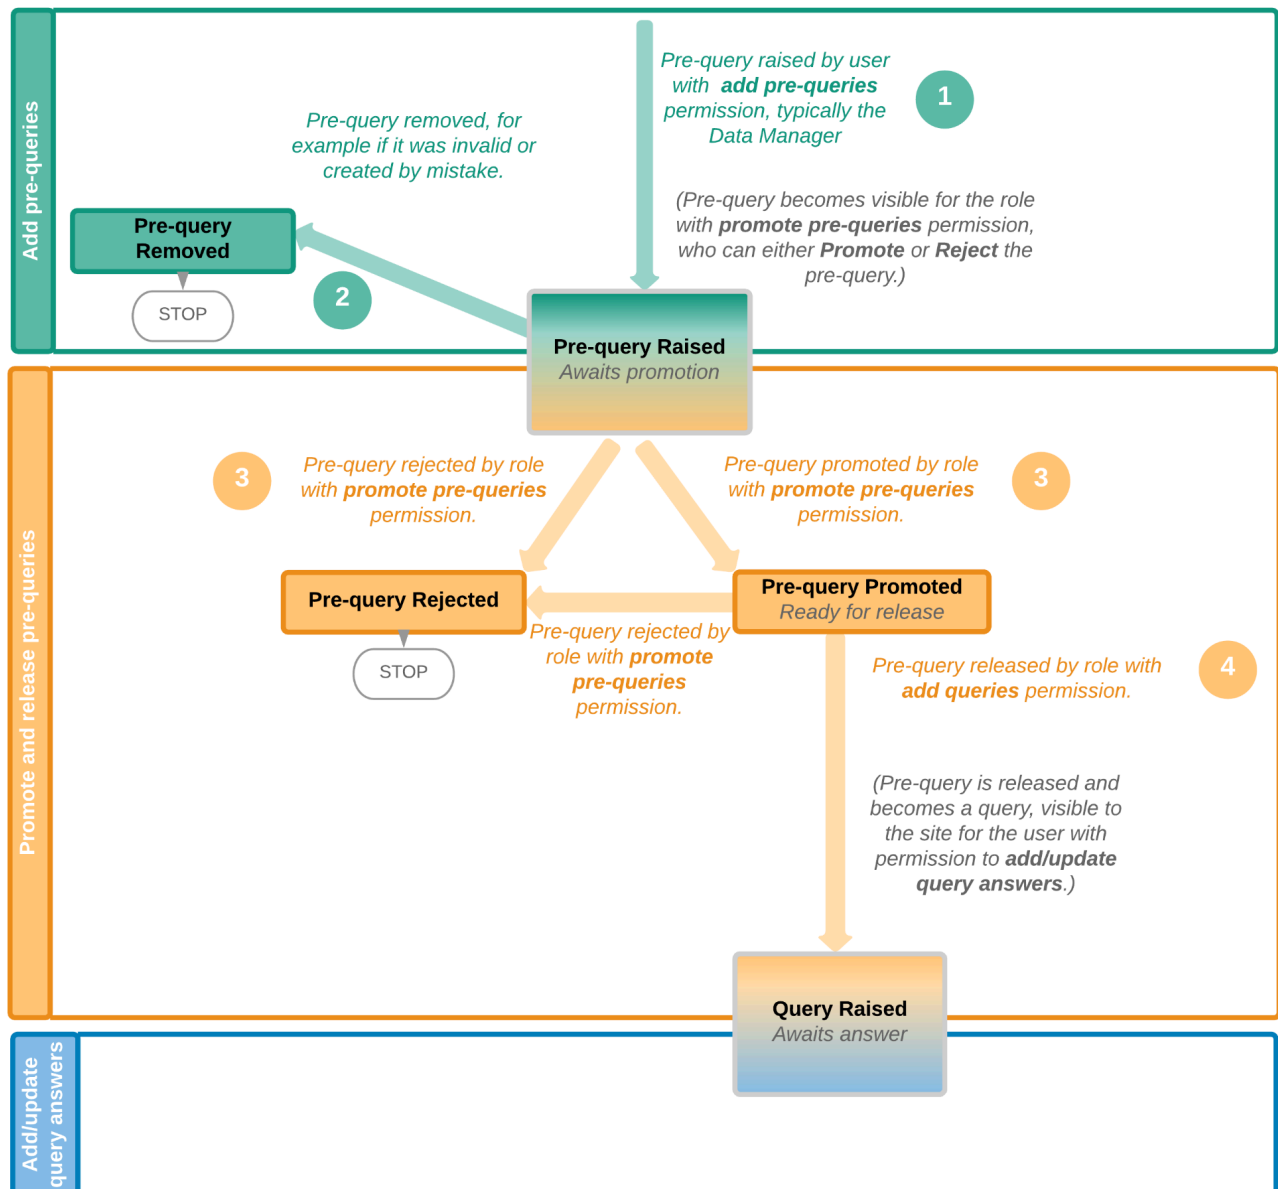 Add pre-queries
Pre-query raised by user
with add pre-queries
permission, typically the
Data Manager
1
Pre-query removed, for
example if it was invalid or
created by mistake.
(Pre-query becomes visible for the role
with promote pre-queries permission,
who can either Promote or Reject the
pre-query.)
Pre-query
Removed
STOP
2
Pre-query Raised
Awaits promotion
Promote and release pre-queries
3
Pre-query rejected by role
with promote pre-queries
permission.
Pre-query promoted by role
with promote pre-queries
permission.
3
Pre-query Rejected
STOP
Pre-query Promoted
Ready for release
Pre-query rejected by
role with promote
pre-queries
permission.
Pre-query released by role with
add queries permission.
4
(Pre-query is released and
becomes a query, visible to
the site for the user with
permission to add/update
query answers.)
Query Raised
Awaits answer
Add/update
query answers